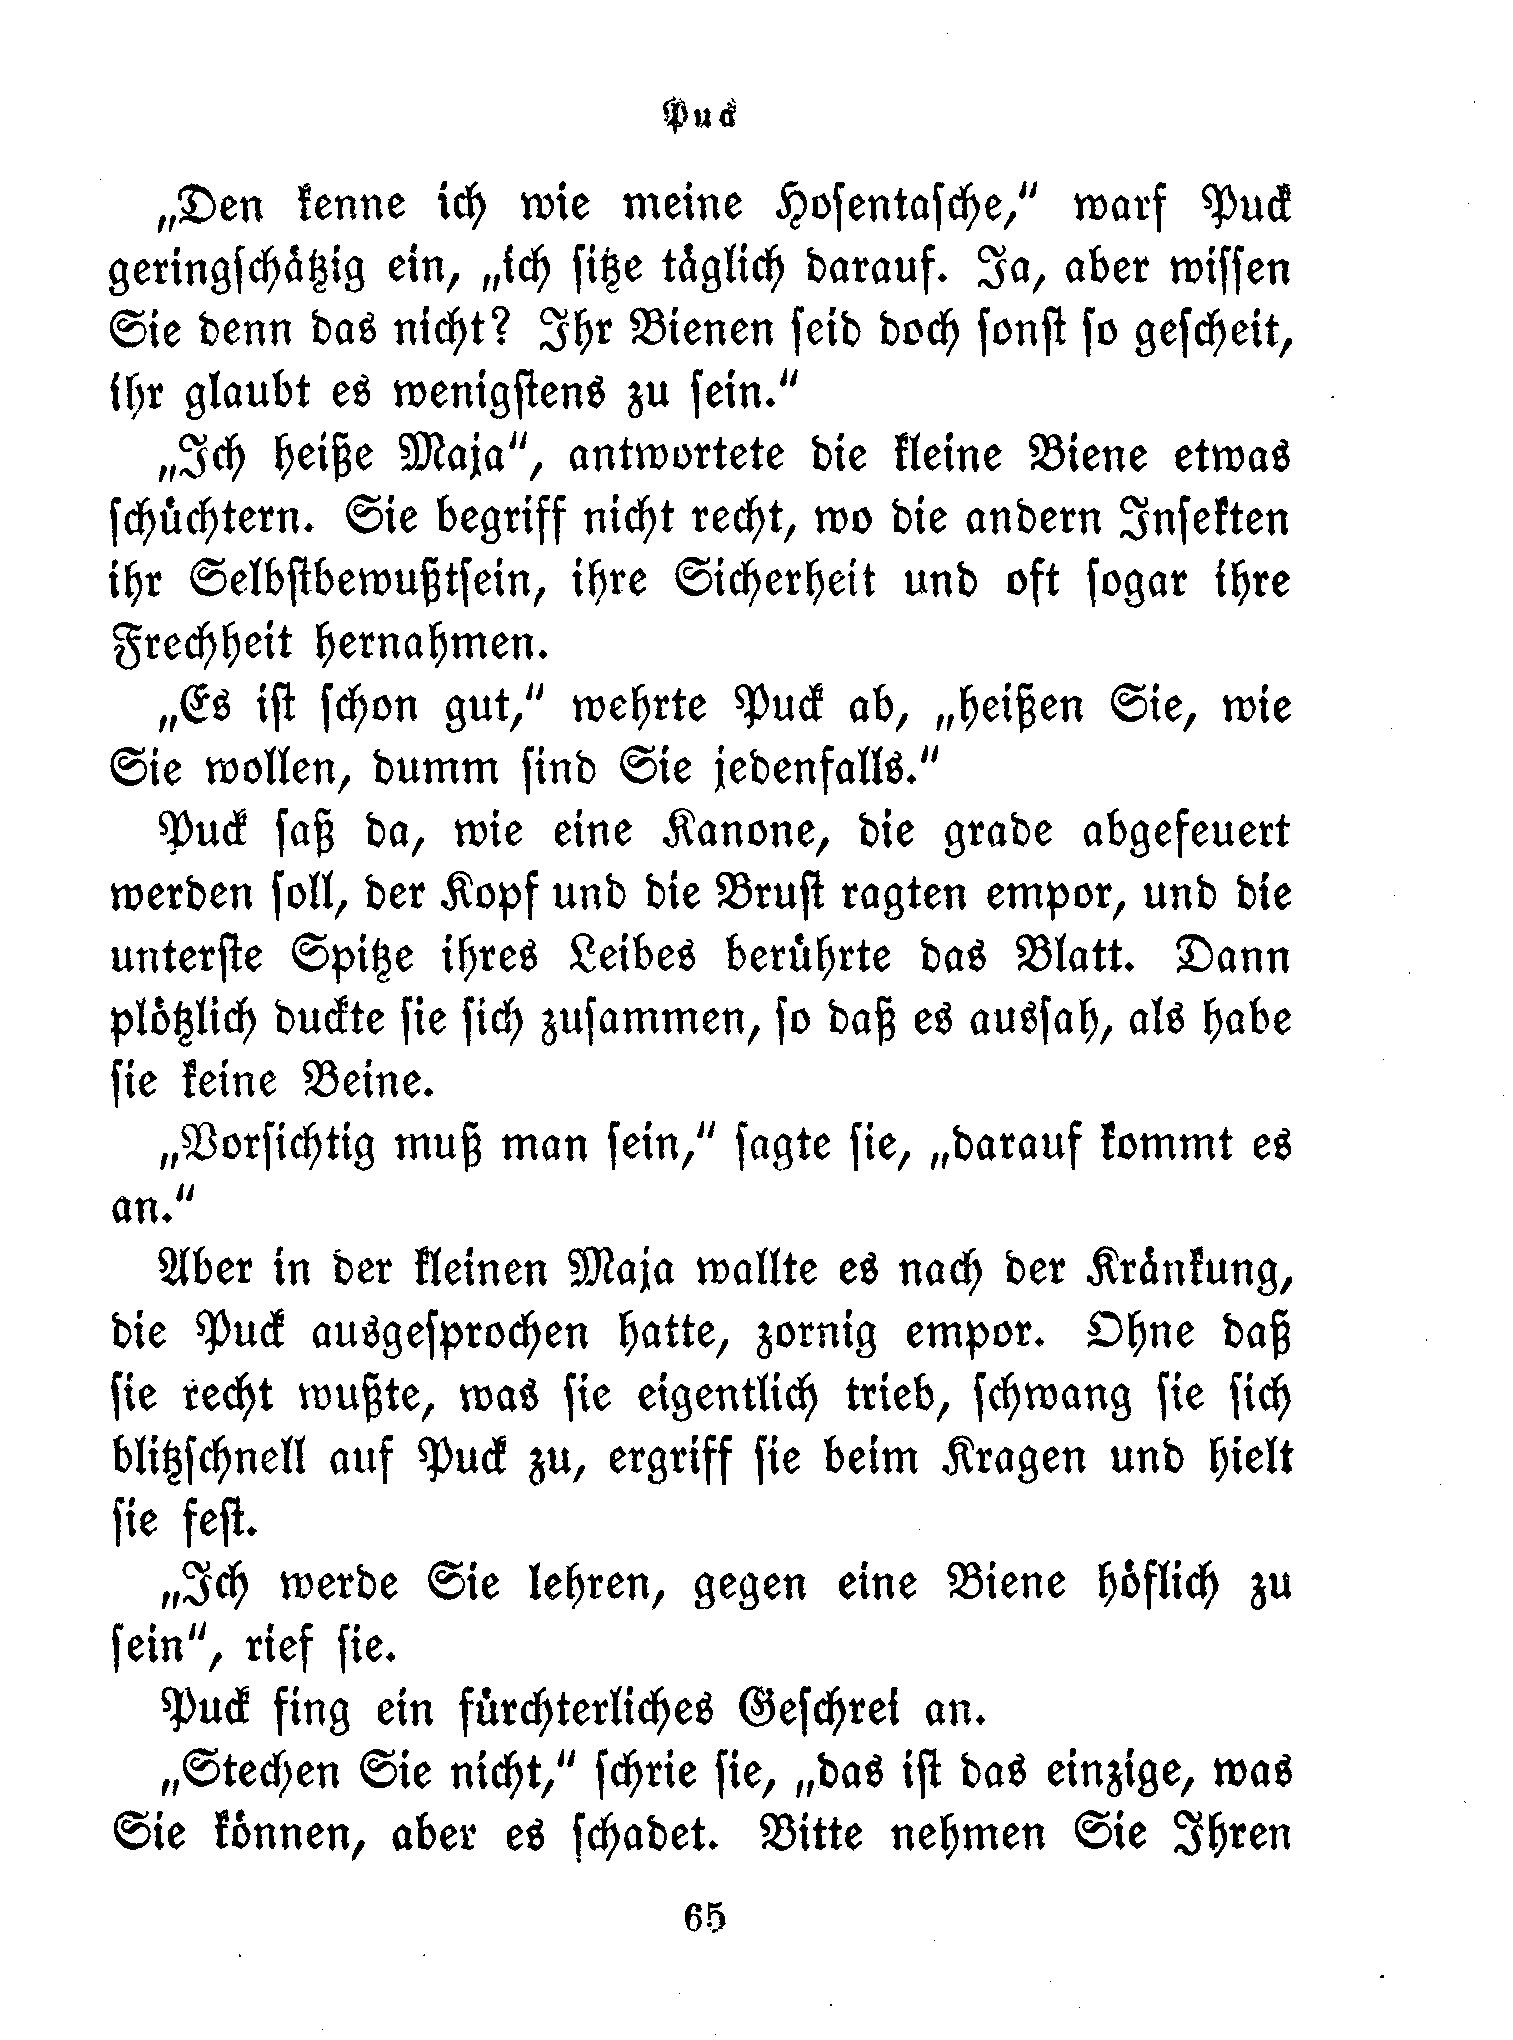 Puck
„Den kenne ich wie meine Hosentasche,“ warf Puck
geringschätzig ein, „ich sitze täglich darauf. Ja, aber wissen
Sie denn das nicht? Ihr Bienen seid doch sonst so gescheit,
ihr glaubt es wenigstens zu sein.“
„Ich heiße Maja“, antwortete die kleine Biene etwas
schüchtern. Sie begriff nicht recht, wo die andern Insekten
ihr Selbstbewußtsein, ihre Sicherheit und oft sogar ihre
Frechheit hernahmen.
„Es ist schon gut,“ wehrte Puck ab, „heißen Sie, wie
Sie wollen, dumm sind Sie jedenfalls.“
Puck saß da, wie eine Kanone, die grade abgefeuert
werden soll, der Kopf und die Brust ragten empor, und die
unterste Spitze ihres Leibes berührte das Blatt. Dann
plötzlich duckte sie sich zusammen, so daß es aussah, als habe
sie keine Beine.
„Vorsichtig muß man sein,“ sagte sie, „darauf kommt es
an.“
Aber in der kleinen Maja wallte es nach der Kränkung,
die Puck ausgesprochen hatte, zornig empor. Ohne daß
sie recht wußte, was sie eigentlich trieb, schwang sie sich
blitzschnell auf Puck zu, ergriff sie beim Kragen und hielt
sie fest.
„Ich werde Sie lehren, gegen eine Biene höflich zu
sein“, rief sie.
Puck fing ein fürchterliches Geschrei an.
„Stechen Sie nicht,“ schrie sie, „das ist das einzige, was
Sie können, aber es schadet. Bitte nehmen Sie Ihren
65